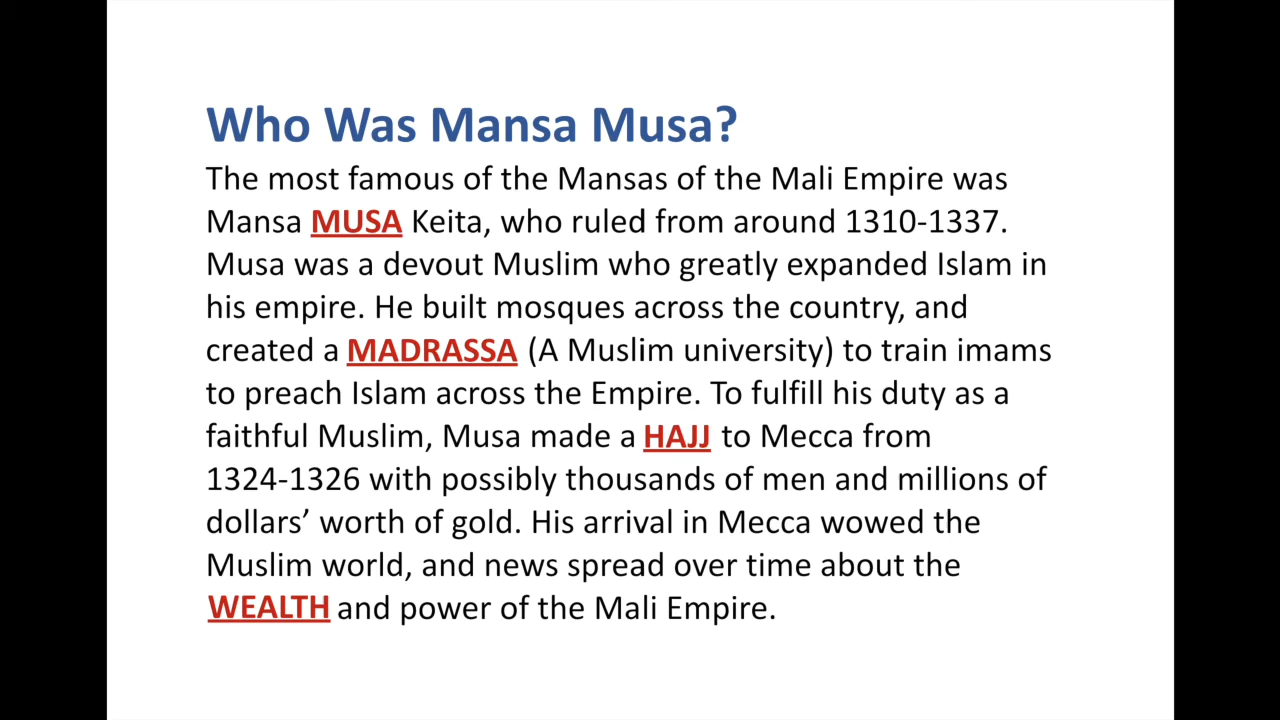 Who Was Mansa Musa?
The most famous of the Mansas of the Mali Empire was
Mansa MUSA Keita, who ruled from around 1310-1337.
Musa was a devout Muslim who greatly expanded Islam in
his empire. He built mosques across the country, and
created a MADRASSA (A Muslim university) to train imams
to preach Islam across the Empire. To fulfill his duty as a
faithful Muslim, Musa made a HAJJ to Mecca from
1324-1326 with possibly thousands of men and millions of
dollars’ worth of gold. His arrival in Mecca wowed the
Muslim world, and news spread over time about the
WEALTH and power of the Mali Empire.